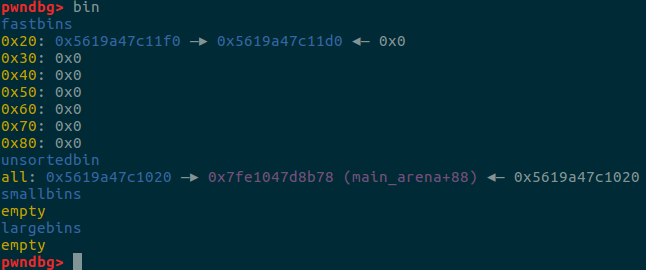 pwndbg> bin
fastbins
0x20: 0x5619a47c11f0 —▸ 0x5619a47c11d0 ◂— 0x0
0x30: 0x0
0x40: 0x0
0x50: 0x0
0x60: 0x0
0x70: 0x0
0x80: 0x0
unsortedbin
all: 0x5619a47c1020 —▸ 0x7fe1047d8b78 (main_arena+88) ◂— 0x5619a47c1020
smallbins
empty
largebins
empty
pwndbg>